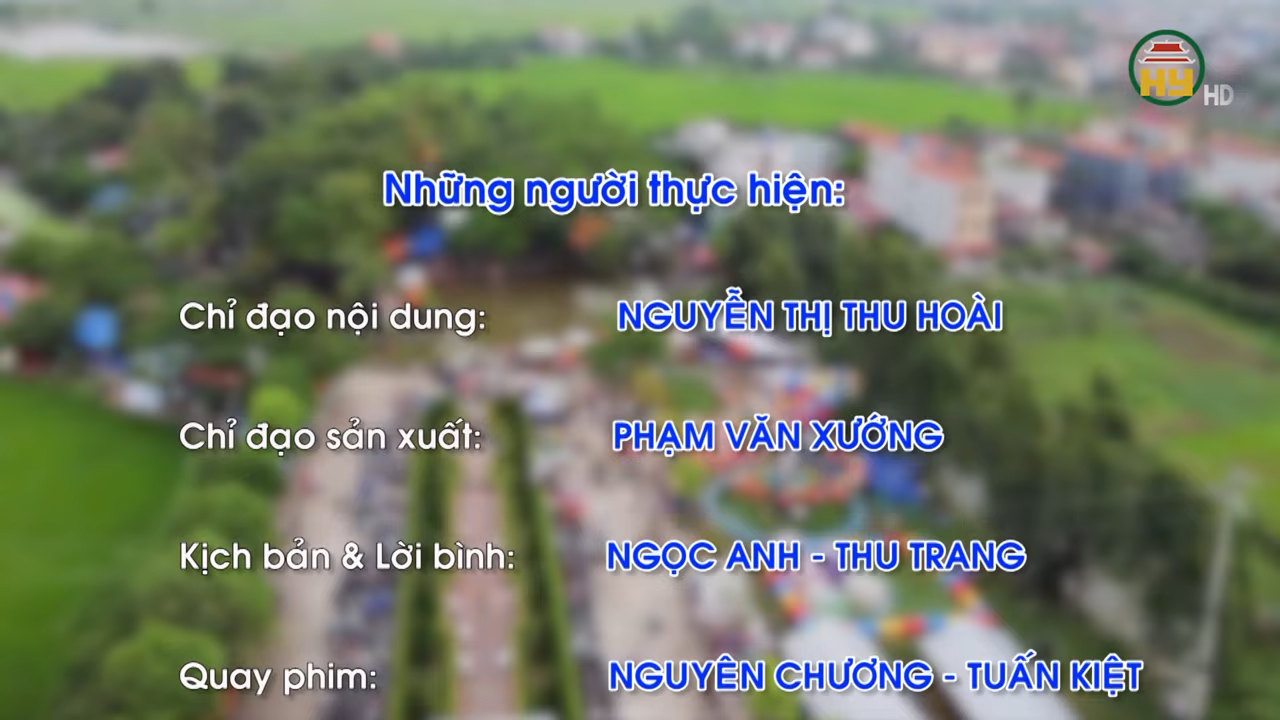 HY HD
Những người thực hiện:
Chỉ đạo nội dung: NGUYỄN THỊ THU HOÀI
Chỉ đạo sản xuất: PHẠM VĂN XƯỚNG
Kịch bản & Lời bình: NGỌC ANH - THU TRANG
Quay phim: NGUYÊN CHƯƠNG - TUẤN KIỆT